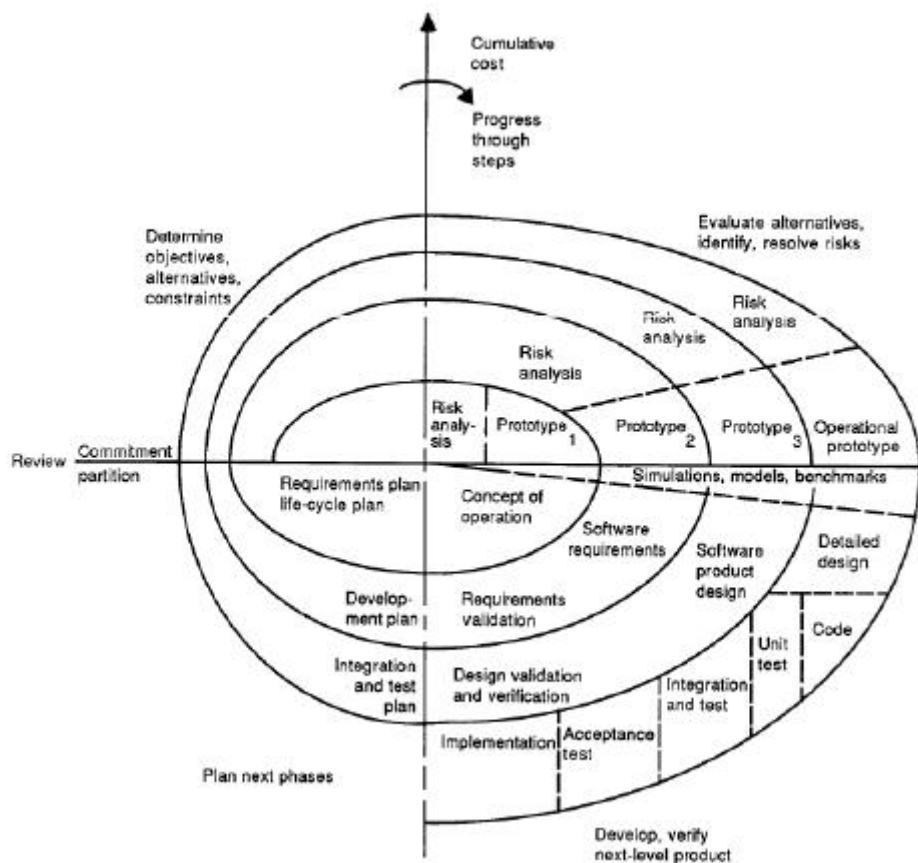 Cumulative
cost
Progress
through
steps
Determine
objectives,
alternatives,
constraints
Evaluate alternatives,
identify, resolve risks
Risk
analysis
Risk
analysis
Risk
analysis
Risk
analy-
sis
Prototype 1
Prototype 2
Prototype 3
Operational
prototype
Review
Commitment
partition
Simulations, models, benchmarks
Requirements plan
life-cycle plan
Concept of
operation
Software
requirements
Software
product
design
Detailed
design
Develop-
ment plan
Requirements
validation
Code
Unit
test
Integration
and test
plan
Design validation
and verification
Integration
and test
Acceptance
test
Implementation
Plan next phases
Develop, verify
next-level product